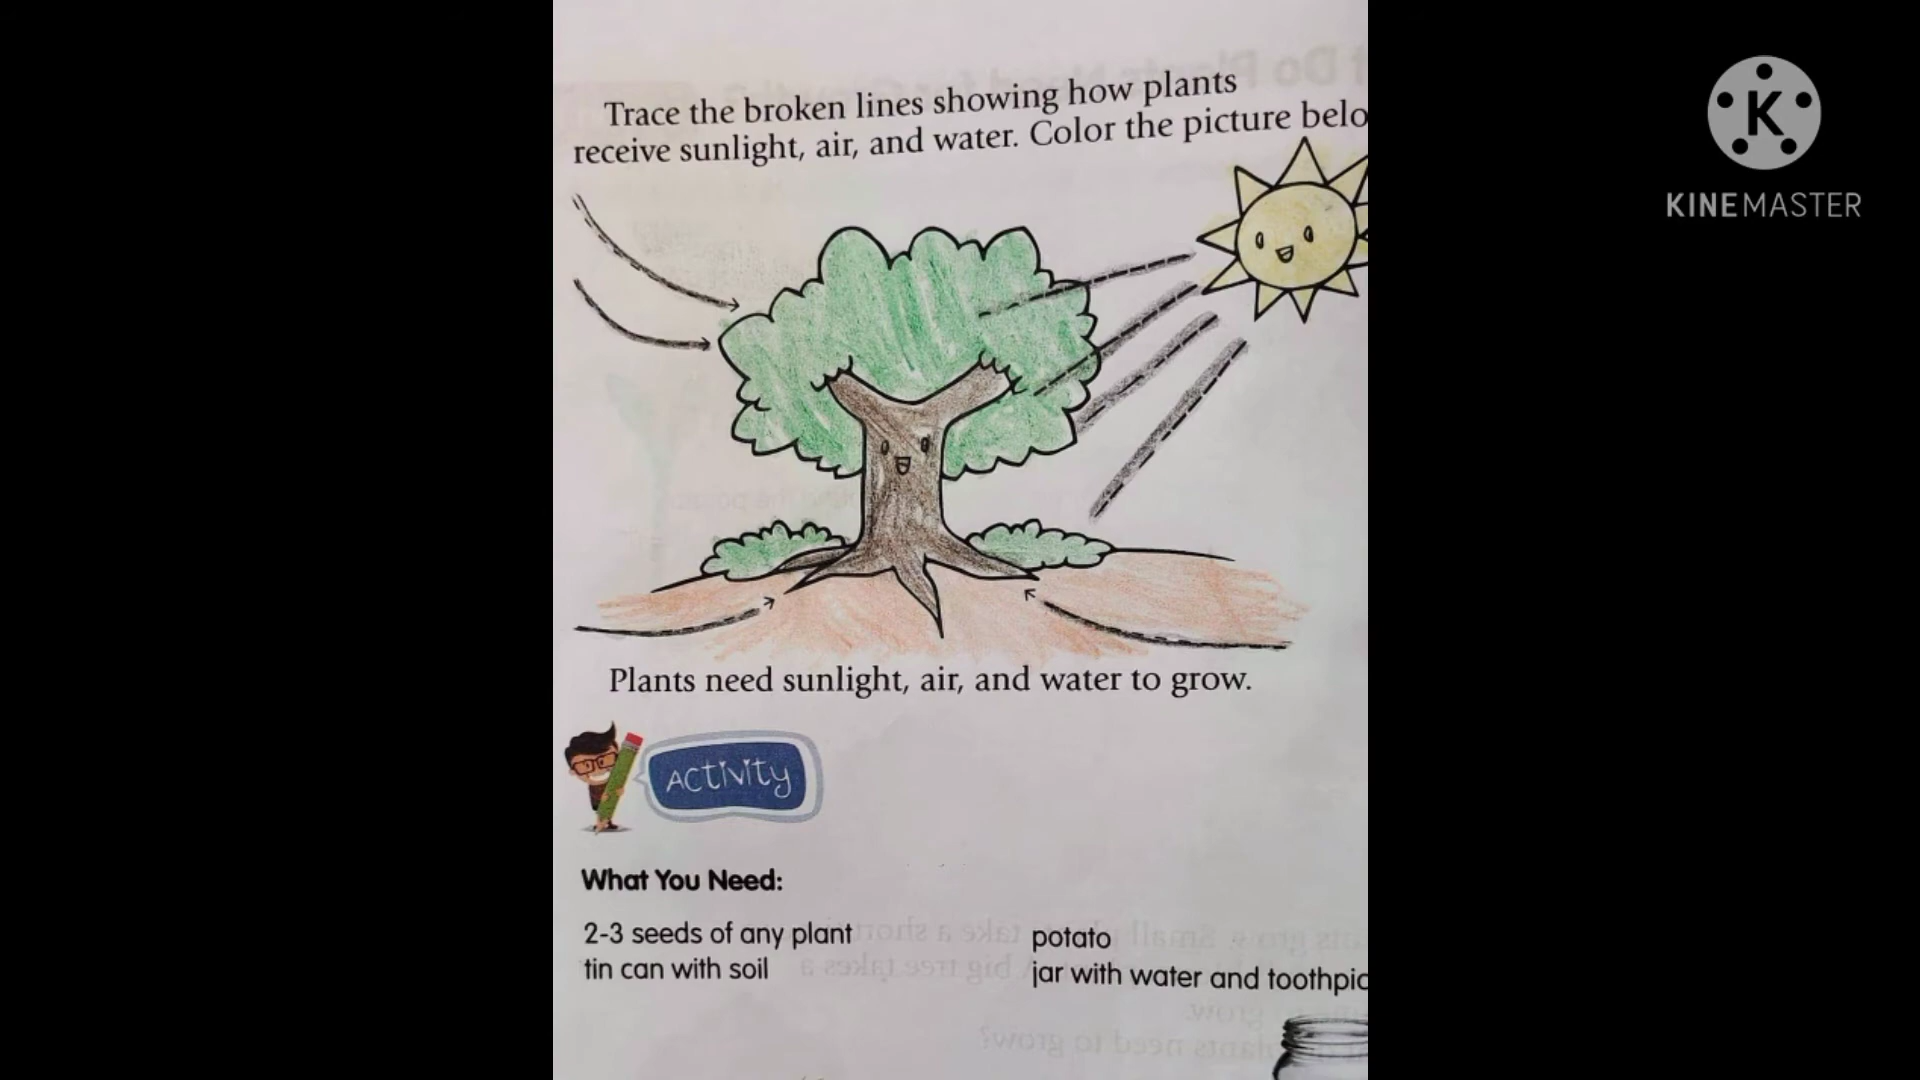 Trace the broken lines showing how plants
receive sunlight, air, and water. Color the picture belo
Plants need sunlight, air, and water to grow.
ACTIVITY
What You Need:
2-3 seeds of any plant
tin can with soil
potato
jar with water and toothpic
KINEMASTER